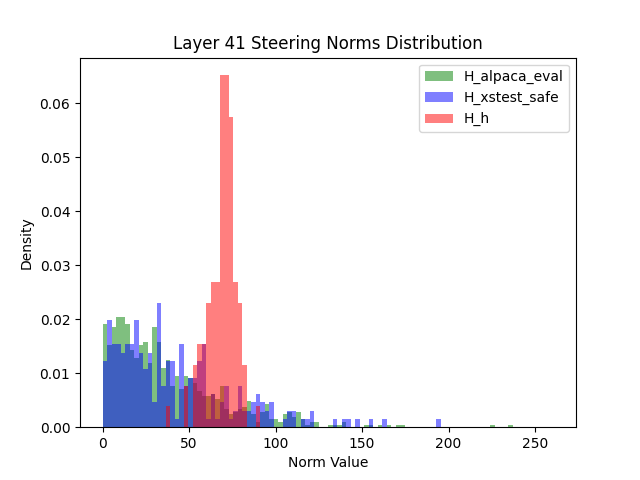 Layer 41 Steering Norms Distribution
H_alpaca_eval
H_xstest_safe
H_h
0.06
0.05
0.04
0.03
0.02
0.01
0.00
Density
0 50 100 150 200 250
Norm Value